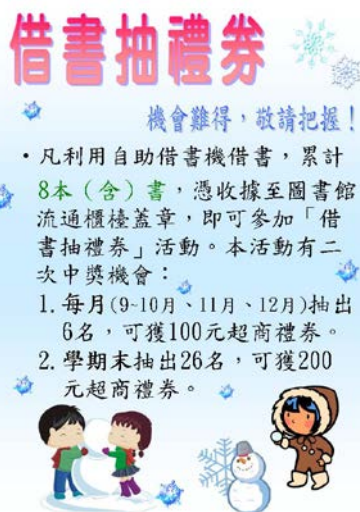 借書抽禮券
機會難得，敬請把握！
•凡利用自助借書機借書，累計
8本（含）書，憑收據至圖書館
流通櫃檯蓋章，即可參加「借
書抽禮券」活動。本活動有二
次中獎機會：
1.每月(9~10月、11月、12月)抽出
6名，可獲100元超商禮券。
2.學期末抽出26名，可獲200
元超商禮券。